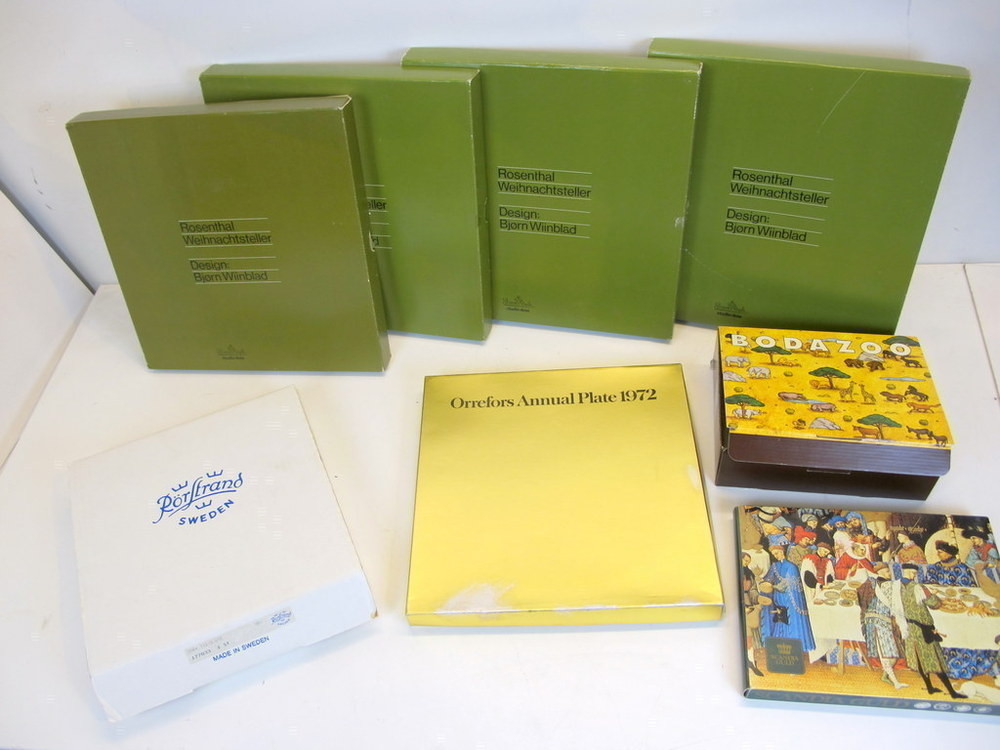 Rosenthal
Weihnachtsteller
Design:
Bjørn Wiinblad
Rosenthal
Weihnachtsteller
Design:
Bjørn Wiinblad
Rosenthal
Weihnachtsteller
Design:
Bjørn Wiinblad
Orrefors Annual Plate 1972
BODAZOO
Rörstrand
SWEDEN
MADE IN SWEDEN